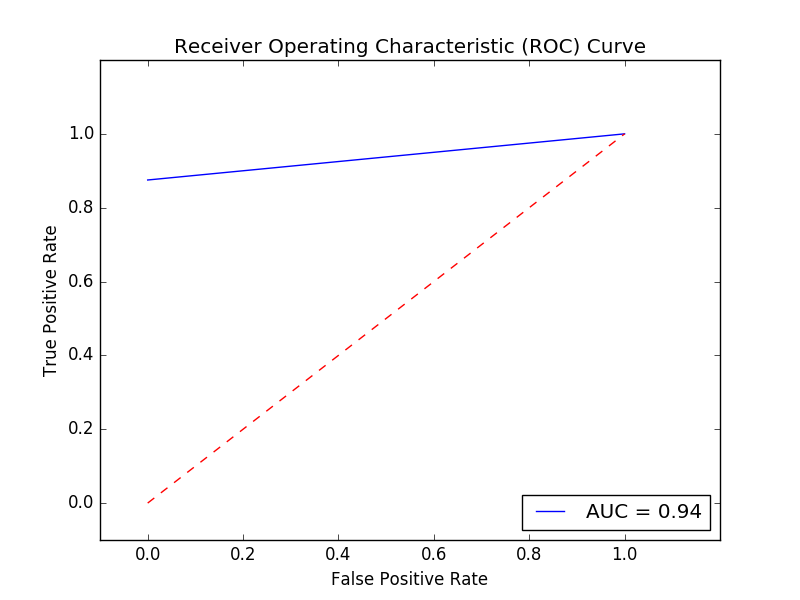 Receiver Operating Characteristic (ROC) Curve
1.0
0.8
0.6
0.4
0.2
0.0
True Positive Rate
AUC = 0.94
0.0 0.2 0.4 0.6 0.8 1.0
False Positive Rate